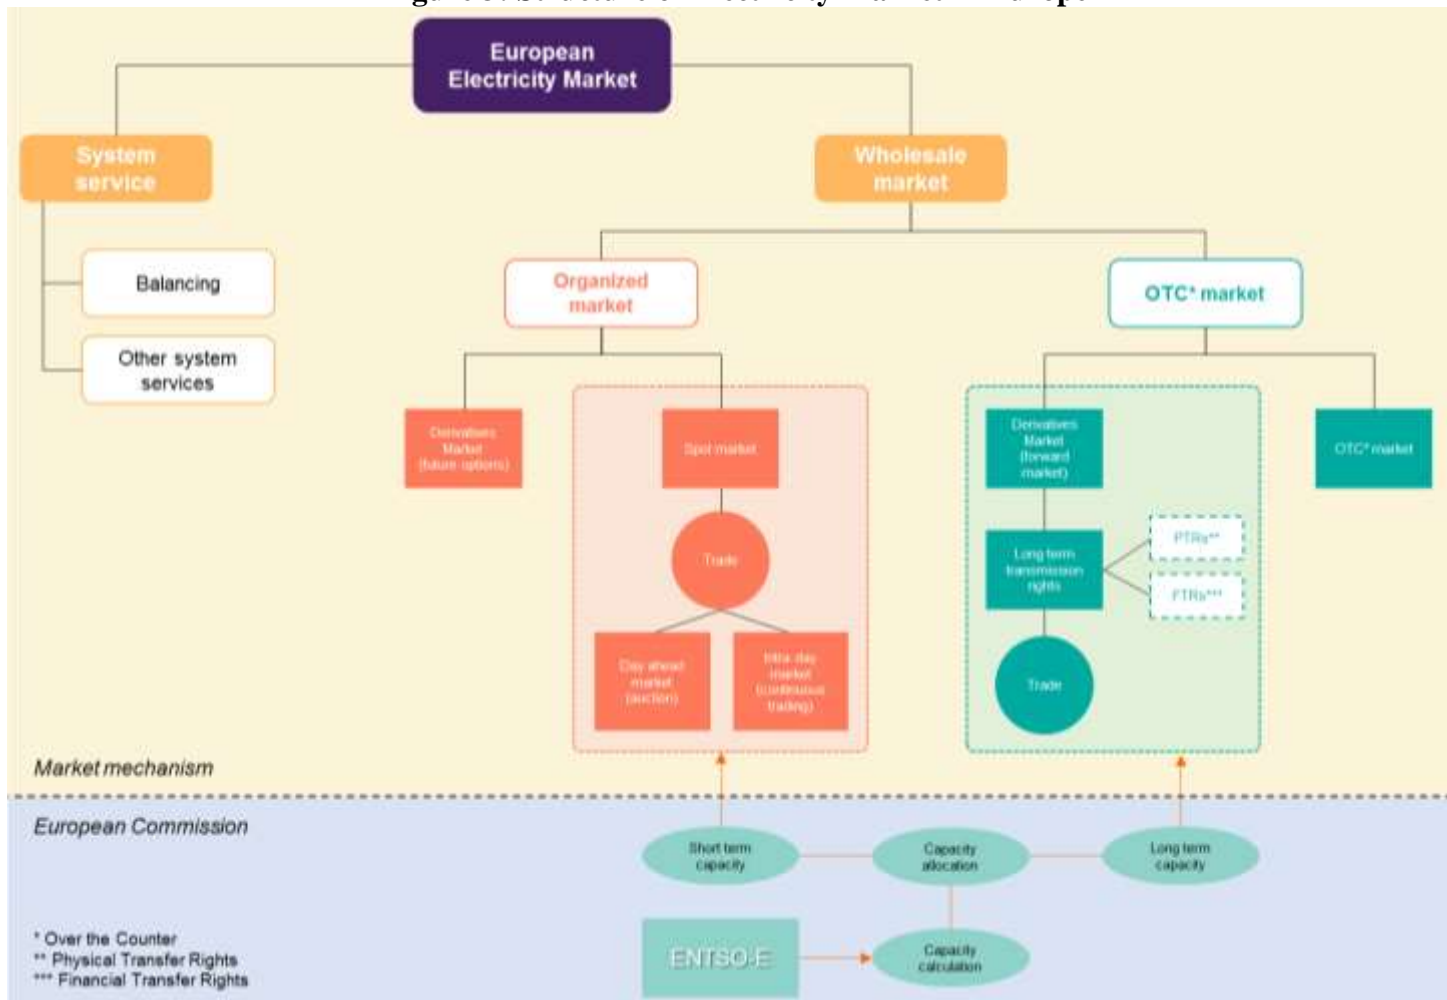 European
Electricity Market
System
service
Wholesale
market
Balancing
Other system
services
Organized
market
OTC* market
Derivatives
Market
(future options)
Spot market
Derivatives
Market
(forward
market)
OTC* market
Trade
Long term
transmission
rights
PTRs**
FTRs***
Day ahead
market
(auction)
Intra day
market
(continuous
trading)
Trade
Market mechanism
European Commission
Short term
capacity
Capacity
allocation
Long term
capacity
ENTSO-E
Capacity
calculation
* Over the Counter
** Physical Transfer Rights
*** Financial Transfer Rights